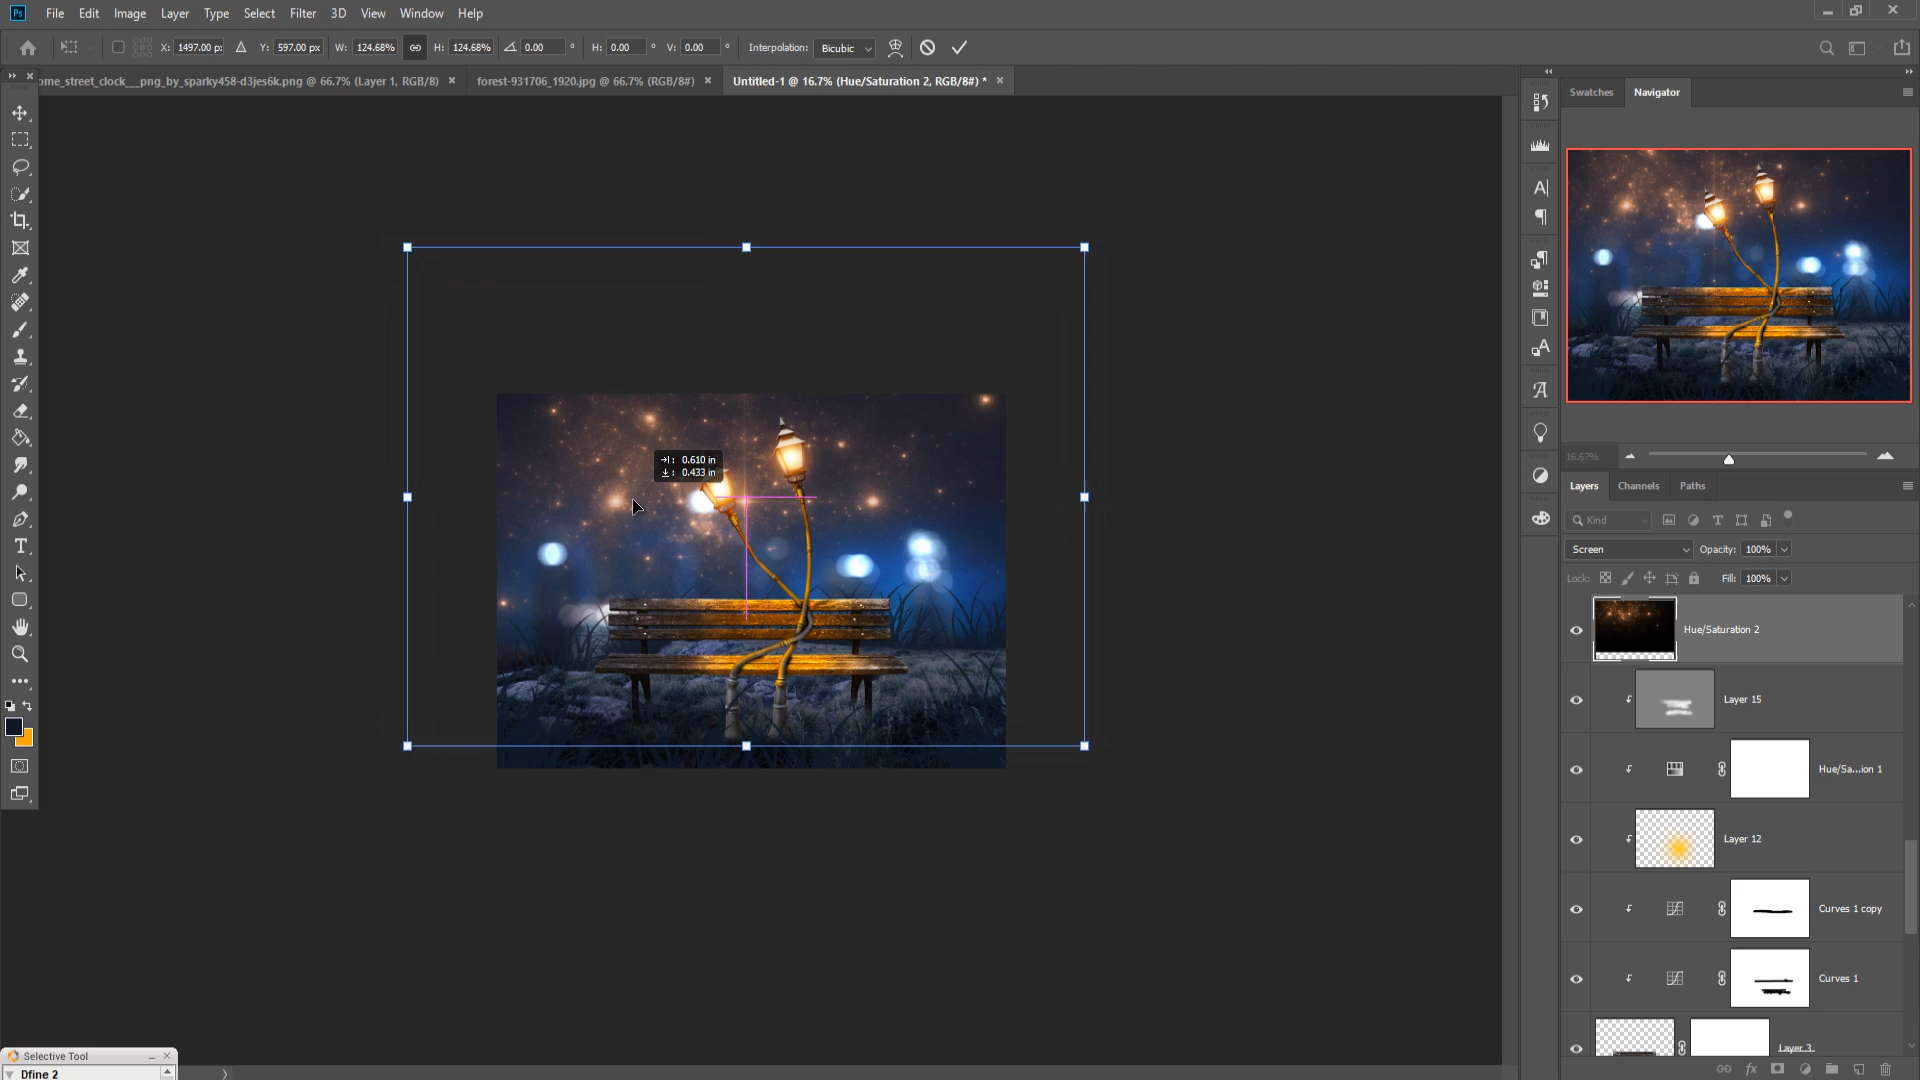 Ps File Edit Image Layer Type Select Filter 3D View Window Help
X: 1497.00 px Y: 597.00 px W: 124.68% H: 124.68% 0.00 ° H: 0.00 ° V: 0.00 ° Interpolation: Bicubic
ome_street_clock___png_by_sparky458-d3jes6k.png @ 66.7% (Layer 1, RGB/8) × forest-931706_1920.jpg @ 66.7% (RGB/8#) × Untitled-1 @ 16.7% (Hue/Saturation 2, RGB/8#) * ×
Swatches Navigator
16.67%
Layers Channels Paths
Kind
Screen Opacity: 100%
Lock: Fill: 100%
Hue/Saturation 2
Layer 15
Hue/Sa...ion 1
Layer 12
Curves 1 copy
Curves 1
Layer 3
→|: 0.610 in
↓: 0.433 in
Selective Tool
Dfine 2